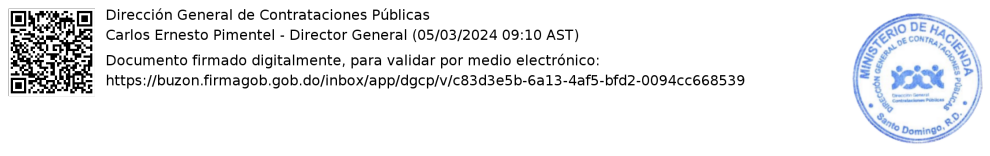 Dirección General de Contrataciones Públicas
Carlos Ernesto Pimentel - Director General (05/03/2024 09:10 AST)
Documento firmado digitalmente, para validar por medio electrónico:
https://buzon.firmagob.gob.do/inbox/app/dgcp/v/c83d3e5b-6a13-4af5-bfd2-0094cc668539
MINISTERIO DE HACIENDA
DIRECCIÓN GENERAL DE CONTRATACIONES PÚBLICAS
Dirección General
Contrataciones Públicas
Santo Domingo, R.D.